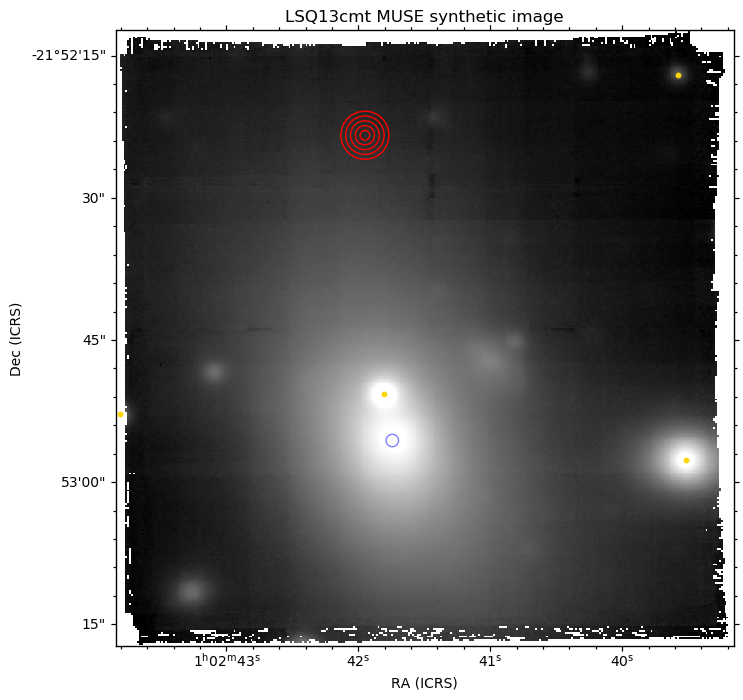 LSQ13cmt MUSE synthetic image
-21°52'15"
30"
45"
53'00"
15"
Dec (ICRS)
1ʰ02ᵐ43ˢ 42ˢ 41ˢ 40ˢ
RA (ICRS)